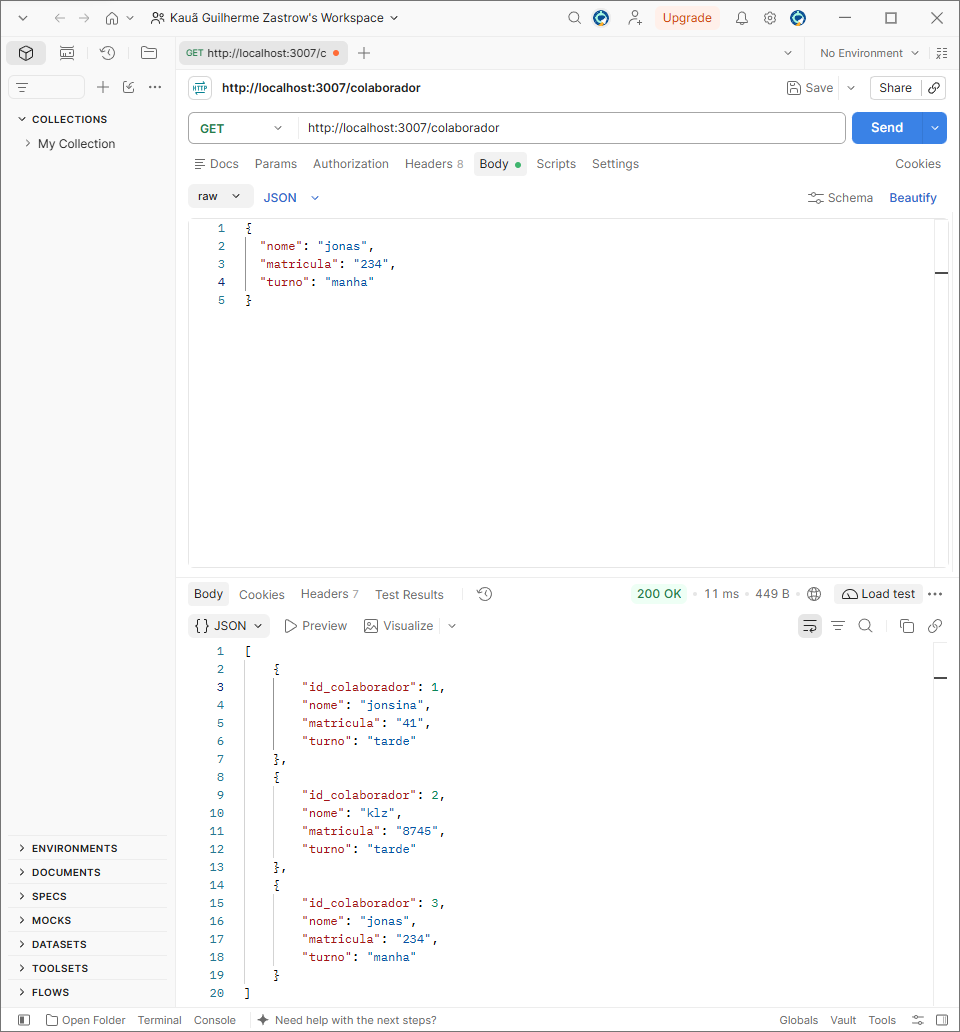 Kauã Guilherme Zastrow's Workspace
Upgrade
GET http://localhost:3007/c
No Environment
HTTP http://localhost:3007/colaborador
Save
Share
COLLECTIONS
My Collection
GET http://localhost:3007/colaborador
Send
Docs Params Authorization Headers 8 Body Scripts Settings Cookies
raw JSON Schema Beautify
1 {
2 "nome": "jonas",
3 "matricula": "234",
4 "turno": "manha"
5 }
Body Cookies Headers 7 Test Results 200 OK 11 ms 449 B Load test
{} JSON Preview Visualize
1 [
2 {
3 "id_colaborador": 1,
4 "nome": "jonsina",
5 "matricula": "41",
6 "turno": "tarde"
7 },
8 {
9 "id_colaborador": 2,
10 "nome": "klz",
11 "matricula": "8745",
12 "turno": "tarde"
13 },
14 {
15 "id_colaborador": 3,
16 "nome": "jonas",
17 "matricula": "234",
18 "turno": "manha"
19 }
20 ]
ENVIRONMENTS
DOCUMENTS
SPECS
MOCKS
DATASETS
TOOLSETS
FLOWS
Open Folder Terminal Console Need help with the next steps? Globals Vault Tools